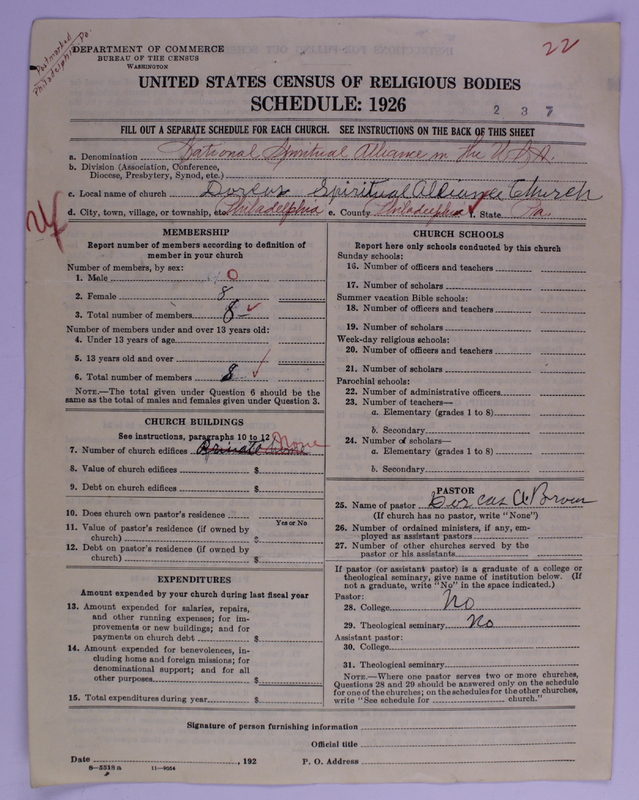 Postmarked
Philadelphia, Pa.
22
DEPARTMENT OF COMMERCE
BUREAU OF THE CENSUS
WASHINGTON
UNITED STATES CENSUS OF RELIGIOUS BODIES
SCHEDULE: 1926
2 3 7
FILL OUT A SEPARATE SCHEDULE FOR EACH CHURCH. SEE INSTRUCTIONS ON THE BACK OF THIS SHEET
a. Denomination National Spiritual Alliance in the U.S.A.
b. Division (Association, Conference,
Diocese, Presbytery, Synod, etc.)
c. Local name of church Dorcus Spiritual Alliance Church
d. City, town, village, or township, etc. Philadelphia e. County Philadelphia f. State Pa.
MEMBERSHIP
Report number of members according to definition of
member in your church
Number of members, by sex:
1. Male 0
2. Female 8
3. Total number of members 8
Number of members under and over 13 years old:
4. Under 13 years of age
5. 13 years old and over
6. Total number of members 8
NOTE.—The total given under Question 6 should be
the same as the total of males and females given under Question 3.
CHURCH BUILDINGS
See instructions, paragraphs 10 to 12
7. Number of church edifices Private Home None
8. Value of church edifices $
9. Debt on church edifices $
10. Does church own pastor's residence?
Yes or No
11. Value of pastor's residence (if owned by
church) $
12. Debt on pastor's residence (if owned by
church) $
EXPENDITURES
Amount expended by your church during last fiscal year
13. Amount expended for salaries, repairs,
and other running expenses; for im-
provements or new buildings; and for
payments on church debt $
14. Amount expended for benevolences, in-
cluding home and foreign missions; for
denominational support; and for all
other purposes $
15. Total expenditures during year $
CHURCH SCHOOLS
Report here only schools conducted by this church
Sunday schools:
16. Number of officers and teachers
17. Number of scholars
Summer vacation Bible schools:
18. Number of officers and teachers
19. Number of scholars
Week-day religious schools:
20. Number of officers and teachers
21. Number of scholars
Parochial schools:
22. Number of administrative officers
23. Number of teachers—
a. Elementary (grades 1 to 8)
b. Secondary
24. Number of scholars—
a. Elementary (grades 1 to 8)
b. Secondary
PASTOR
25. Name of pastor Dorcas A Brown
(If church has no pastor, write "None")
26. Number of ordained ministers, if any, em-
ployed as assistant pastors
27. Number of other churches served by the
pastor or his assistants
If pastor (or assistant pastor) is a graduate of a college or
theological seminary, give name of institution below. (If
not a graduate, write "No" in the space indicated.)
Pastor:
28. College No
29. Theological seminary No
Assistant pastor:
30. College
31. Theological seminary
NOTE.—Where one pastor serves two or more churches,
Questions 28 and 29 should be answered only on the schedule
for one of the churches; on the schedules for the other churches,
write "See schedule for church."
Signature of person furnishing information
Official title
Date , 192 P. O. Address
8—5518a 11—9054